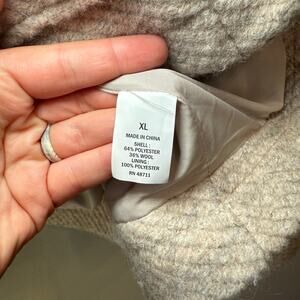 XL
MADE IN CHINA
SHELL :
64% POLYESTER
36% WOOL
LINING :
100% POLYESTER
RN 48711